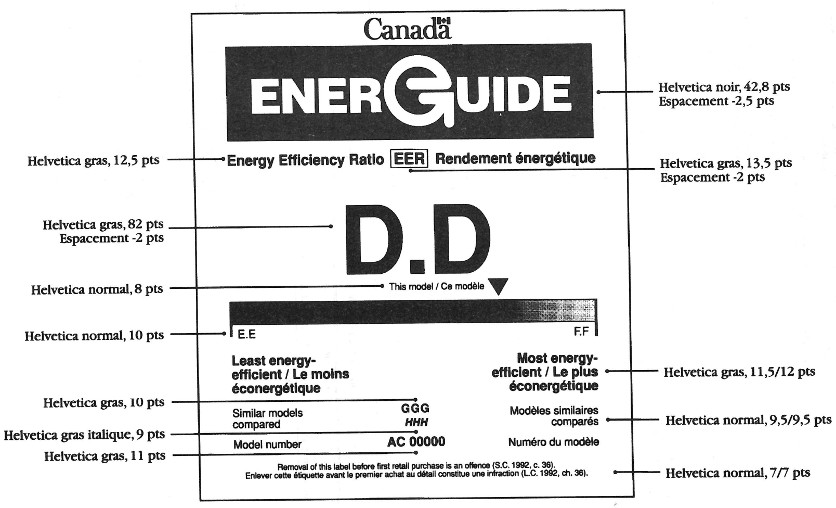 Canada
ENERGUIDE
Helvetica noir, 42,8 pts
Espacement -2,5 pts
Helvetica gras, 12,5 pts
Energy Efficiency Ratio EER Rendement énergétique
Helvetica gras, 13,5 pts
Espacement -2 pts
Helvetica gras, 82 pts
Espacement -2 pts
D.D
Helvetica normal, 8 pts
This model / Ce modèle
Helvetica normal, 10 pts
E.E
F.F
Least energy-
efficient / Le moins
éconergétique
Most energy-
efficient / Le plus
éconergétique
Helvetica gras, 11,5/12 pts
Helvetica gras, 10 pts
Similar models
compared
GGG
HHH
Modèles similaires
comparés
Helvetica normal, 9,5/9,5 pts
Helvetica gras italique, 9 pts
Model number AC 00000 Numéro du modèle
Helvetica gras, 11 pts
Removal of this label before first retail purchase is an offence (S.C. 1992, c. 36).
Enlever cette étiquette avant le premier achat au détail constitue une infraction (L.C. 1992, ch. 36).
Helvetica normal, 7/7 pts